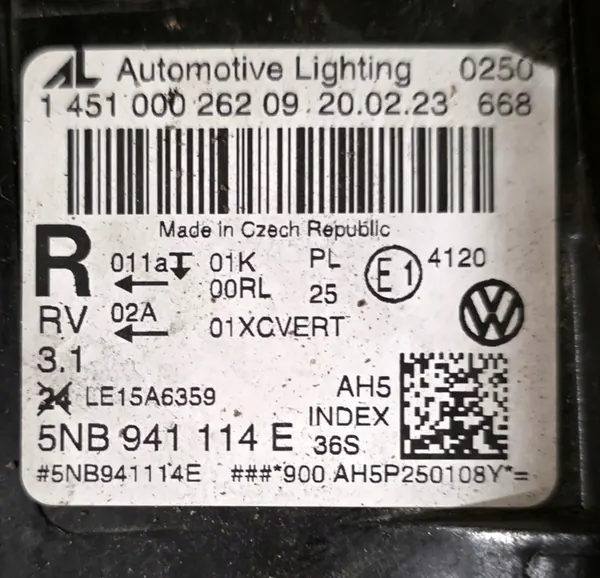 AL Automotive Lighting 0250
1 451 000 262 09 20.02.23 668
Made in Czech Republic
R 011a 01K PL E1 4120
00RL 25
RV 02A 01XCVERT
3.1
24 LE15A6359 AH5
INDEX
5NB 941 114 E 36S
#5NB941114E ###*900 AH5P250108Y*=